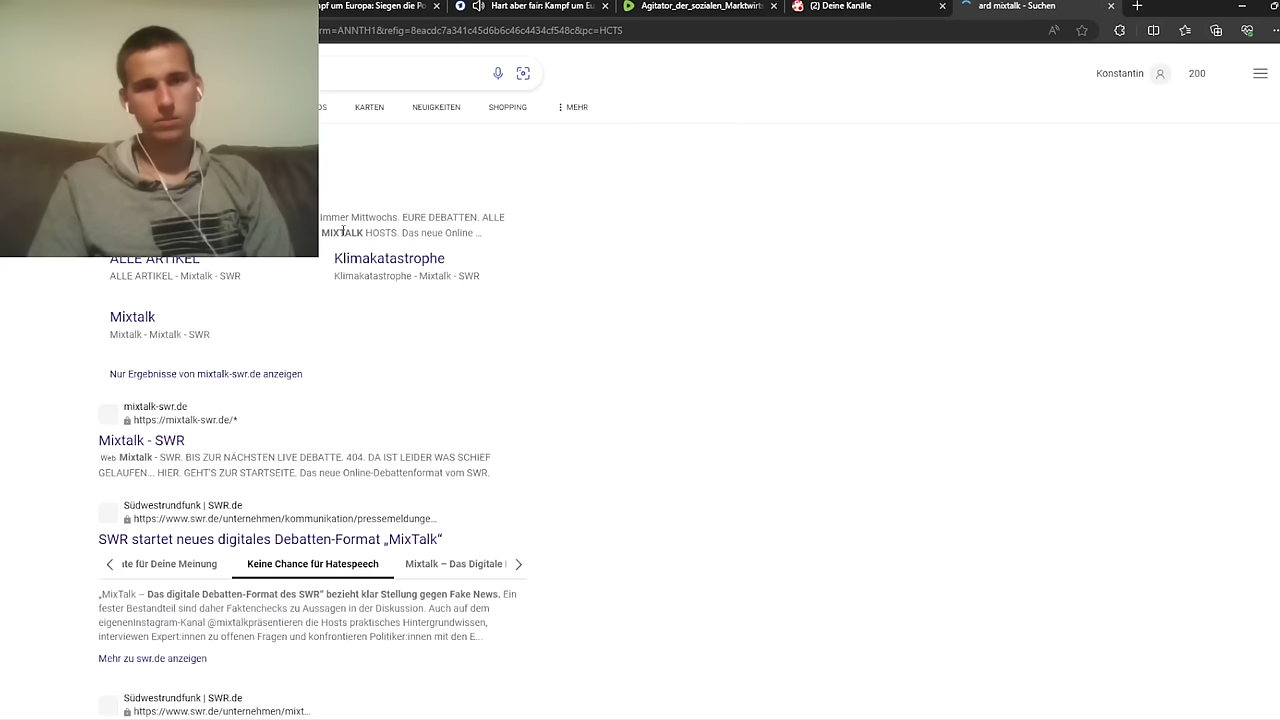 pf um Europa: Siegen die Po
Hart aber fair: Kampf um Eu
Agitator_der_sozialen_Marktwirts
(2) Deine Kanäle
ard mixtalk - Suchen
rm=ANNTH1&refig=8eacdc7a341c45d6b6c46c4434cf548c&pc=HCTS
Konstantin
200
OS
KARTEN
NEUIGKEITEN
SHOPPING
MEHR
Immer Mittwochs. EURE DEBATTEN. ALLE
MIXTALK HOSTS. Das neue Online ...
ALLE ARTIKEL
Klimakatastrophe
ALLE ARTIKEL - Mixtalk - SWR
Klimakatastrophe - Mixtalk - SWR
Mixtalk
Mixtalk - Mixtalk - SWR
Nur Ergebnisse von mixtalk-swr.de anzeigen
mixtalk-swr.de
https://mixtalk-swr.de/*
Mixtalk - SWR
Web Mixtalk - SWR. BIS ZUR NÄCHSTEN LIVE DEBATTE. 404. DA IST LEIDER WAS SCHIEF
GELAUFEN... HIER. GEHT'S ZUR STARTSEITE. Das neue Online-Debattenformat vom SWR.
Südwestrundfunk | SWR.de
https://www.swr.de/unternehmen/kommunikation/pressemeldunge...
SWR startet neues digitales Debatten-Format „MixTalk“
te für Deine Meinung
Keine Chance für Hatespeech
Mixtalk – Das Digitale
„MixTalk – Das digitale Debatten-Format des SWR“ bezieht klar Stellung gegen Fake News. Ein
fester Bestandteil sind daher Faktenchecks zu Aussagen in der Diskussion. Auch auf dem
eigenenInstagram-Kanal @mixtalkpräsentieren die Hosts praktisches Hintergrundwissen,
interviewen Expert:innen zu offenen Fragen und konfrontieren Politiker:innen mit den E...
Mehr zu swr.de anzeigen
Südwestrundfunk | SWR.de
https://www.swr.de/unternehmen/mixt...